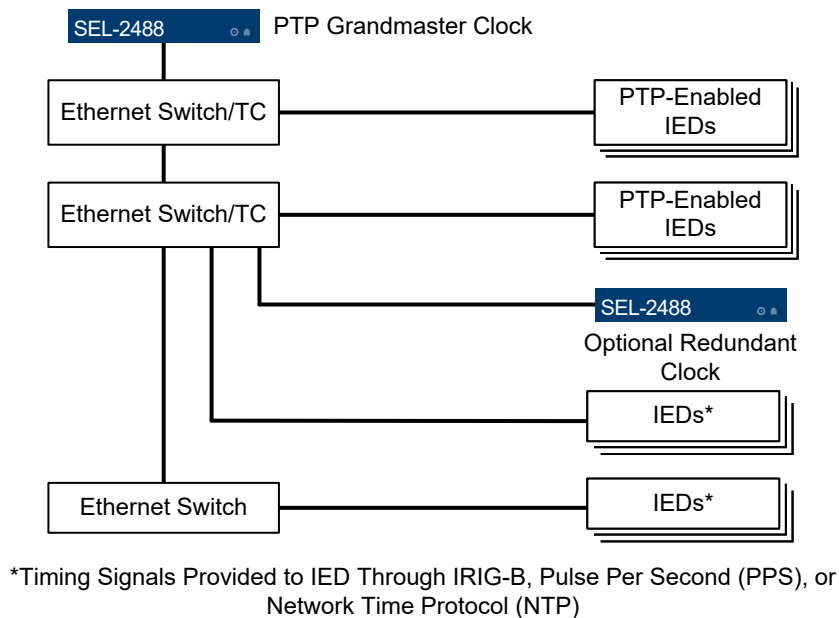 SEL-2488
PTP Grandmaster Clock
Ethernet Switch/TC
PTP-Enabled
IEDs
Ethernet Switch/TC
PTP-Enabled
IEDs
SEL-2488
Optional Redundant
Clock
IEDs*
Ethernet Switch
IEDs*
*Timing Signals Provided to IED Through IRIG-B, Pulse Per Second (PPS), or
Network Time Protocol (NTP)